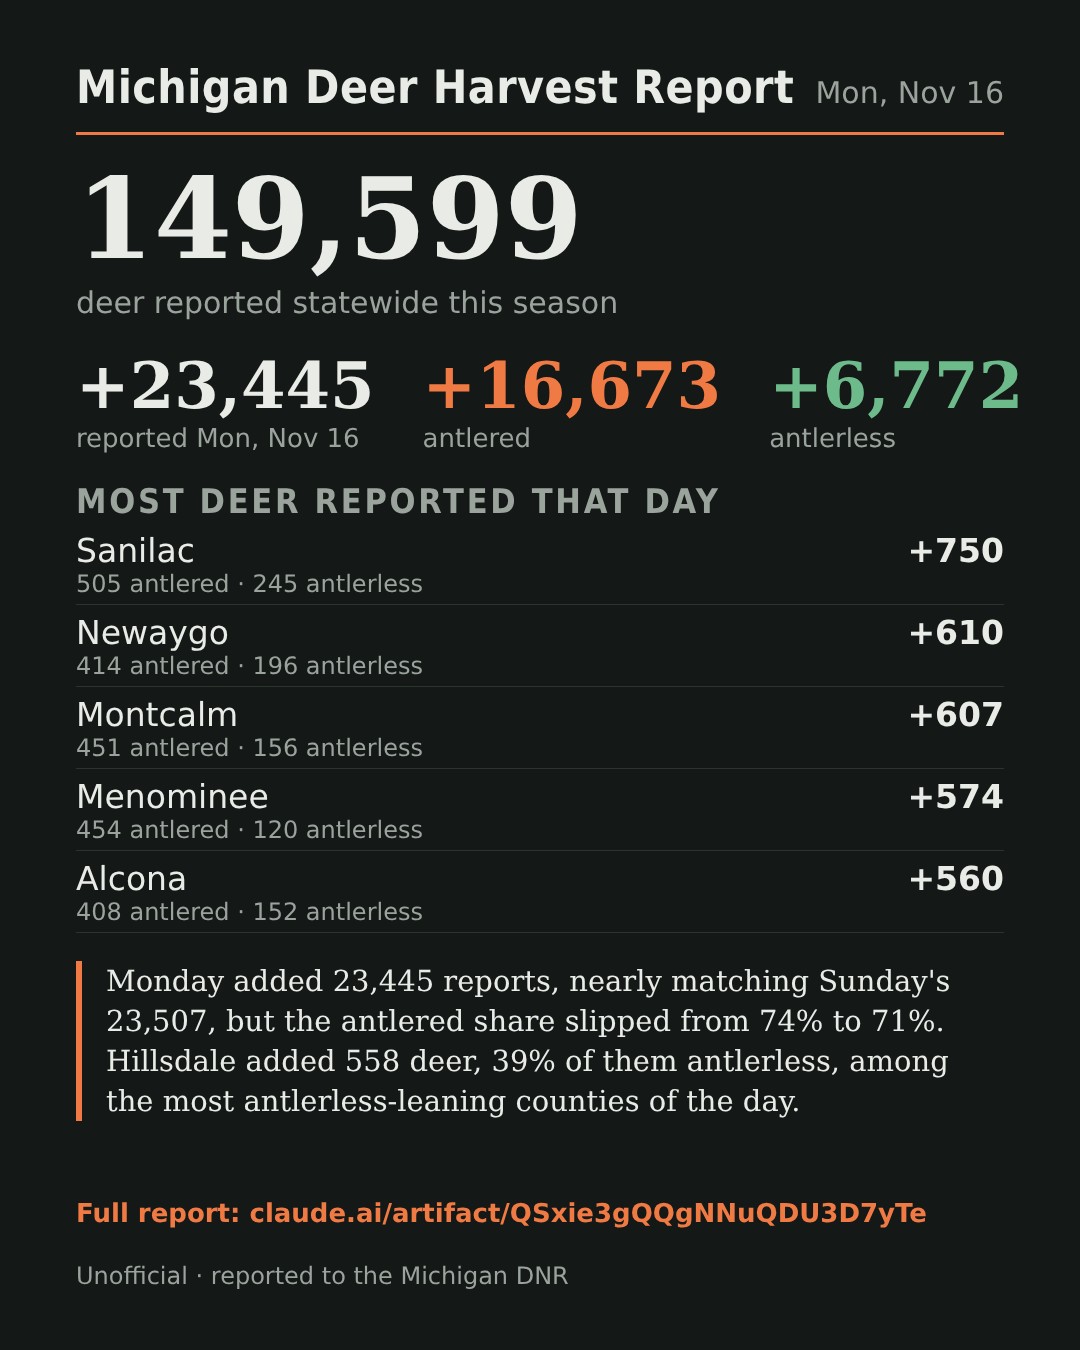 Michigan Deer Harvest Report Mon, Nov 16
149,599
deer reported statewide this season
+23,445 +16,673 +6,772
reported Mon, Nov 16 antlered antlerless
MOST DEER REPORTED THAT DAY
Sanilac +750
505 antlered · 245 antlerless
Newaygo +610
414 antlered · 196 antlerless
Montcalm +607
451 antlered · 156 antlerless
Menominee +574
454 antlered · 120 antlerless
Alcona +560
408 antlered · 152 antlerless
Monday added 23,445 reports, nearly matching Sunday's
23,507, but the antlered share slipped from 74% to 71%.
Hillsdale added 558 deer, 39% of them antlerless, among
the most antlerless-leaning counties of the day.
Full report: claude.ai/artifact/QSxie3gQQgNNuQDU3D7yTe
Unofficial · reported to the Michigan DNR